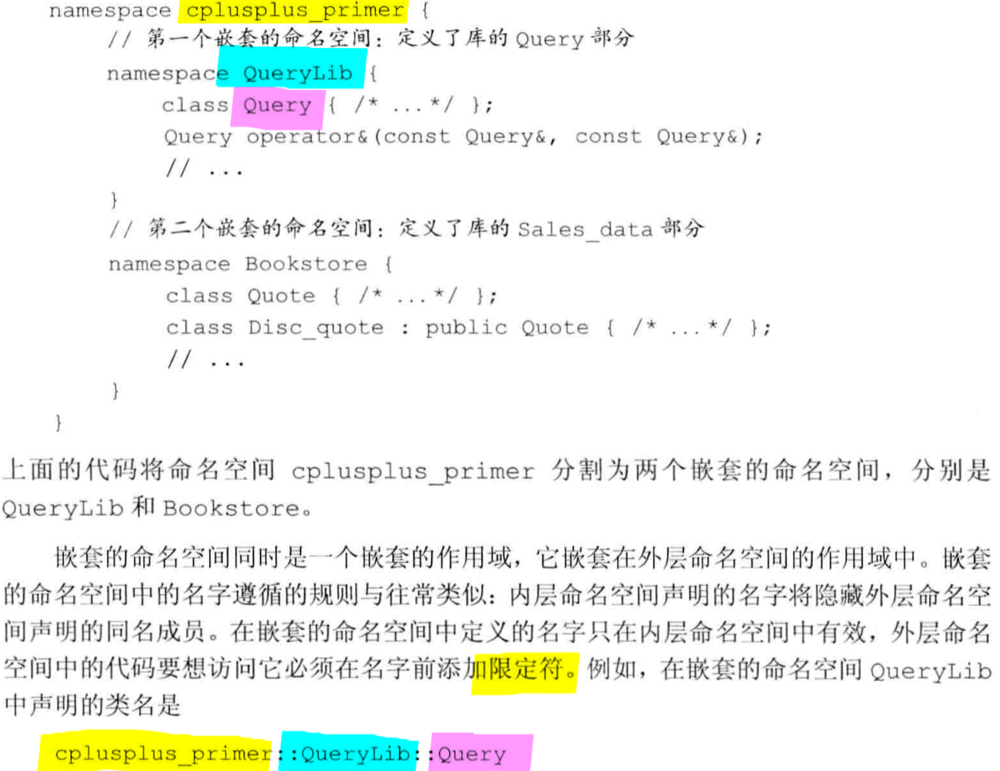 namespace cplusplus_primer {
// 第一个嵌套的命名空间：定义了库的 Query 部分
namespace QueryLib {
class Query { /* ... */ };
Query operator&(const Query&, const Query&);
// ...
}
// 第二个嵌套的命名空间：定义了库的 Sales_data 部分
namespace Bookstore {
class Quote { /* ... */ };
class Disc_quote : public Quote { /* ... */ };
// ...
}
}
上面的代码将命名空间 cplusplus_primer 分割为两个嵌套的命名空间，分别是
QueryLib 和 Bookstore。
嵌套的命名空间同时是一个嵌套的作用域，它嵌套在外层命名空间的作用域中。嵌套
的命名空间中的名字遵循的规则与往常类似：内层命名空间声明的名字将隐藏外层命名空
间声明的同名成员。在嵌套的命名空间中定义的名字只在内层命名空间中有效，外层命名
空间中的代码要想访问它必须在名字前添加限定符。例如，在嵌套的命名空间 QueryLib
中声明的类名是
cplusplus_primer::QueryLib::Query